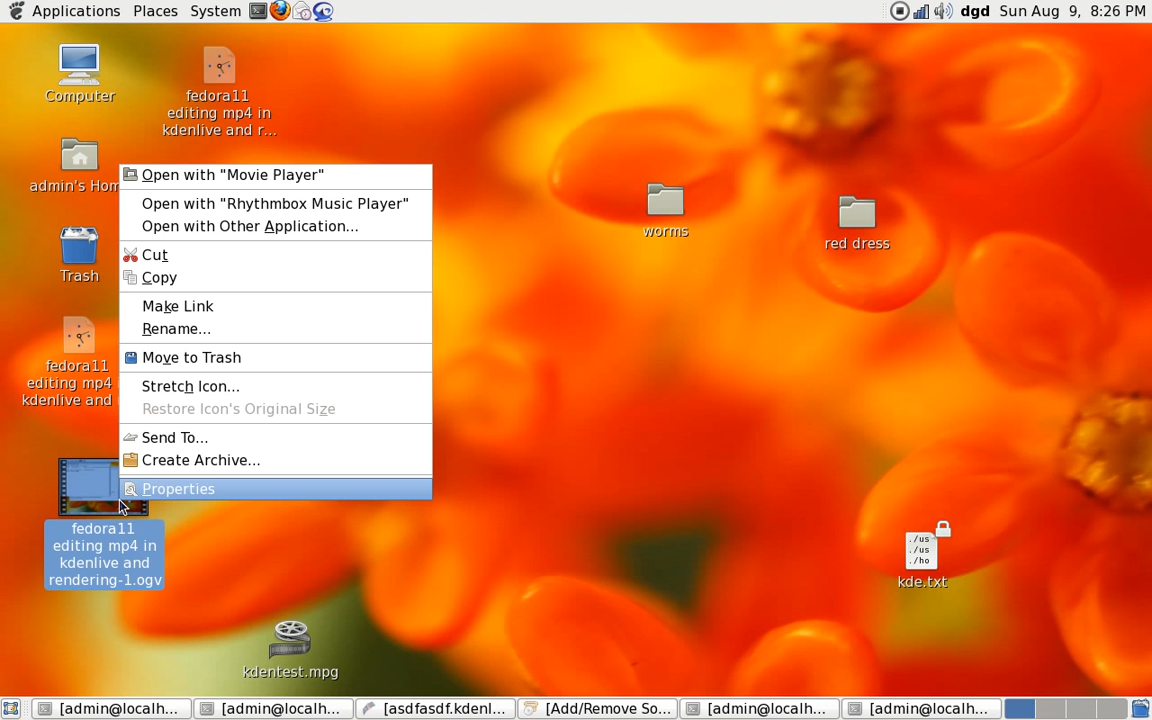 Applications Places System dgd Sun Aug 9, 8:26 PM
Computer
fedora11
editing mp4 in
kdenlive and r...
admin's Hom
Trash
fedora11
editing mp4
kdenlive and
fedora11
editing mp4 in
kdenlive and
rendering-1.ogv
Open with "Movie Player"
Open with "Rhythmbox Music Player"
Open with Other Application...
Cut
Copy
Make Link
Rename...
Move to Trash
Stretch Icon...
Restore Icon's Original Size
Send To...
Create Archive...
Properties
worms
red dress
./us
./us
./ho
kde.txt
kdentest.mpg
[admin@localh... [admin@localh... [asdfasdf.kdenl... [Add/Remove So... [admin@localh... [admin@localh...